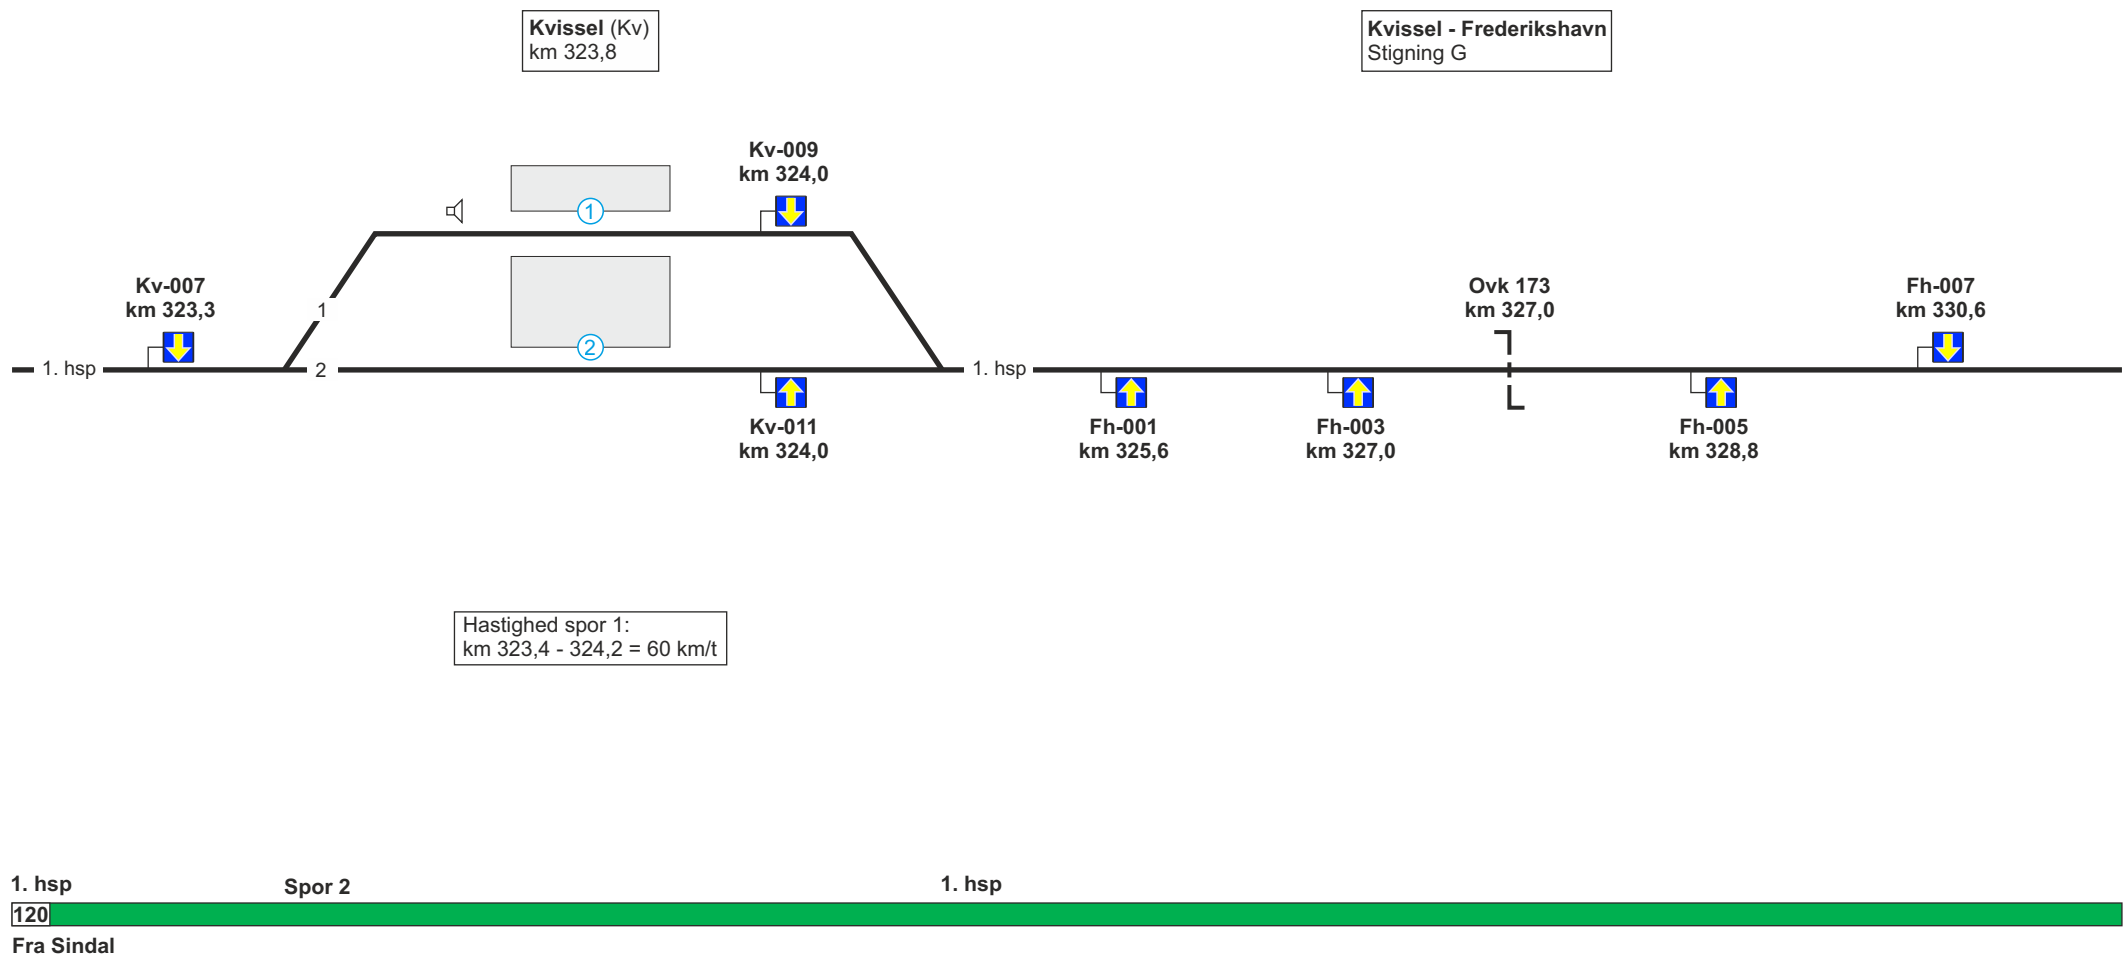 Kvissel (Kv)
km 323,8
Kvissel - Frederikshavn
Stigning G
Kv-009
km 324,0
1
Kv-007
km 323,3
1
2
Ovk 173
km 327,0
Fh-007
km 330,6
1. hsp
2
1. hsp
Kv-011
km 324,0
Fh-001
km 325,6
Fh-003
km 327,0
Fh-005
km 328,8
Hastighed spor 1:
km 323,4 - 324,2 = 60 km/t
1. hsp
Spor 2
1. hsp
120
Fra Sindal